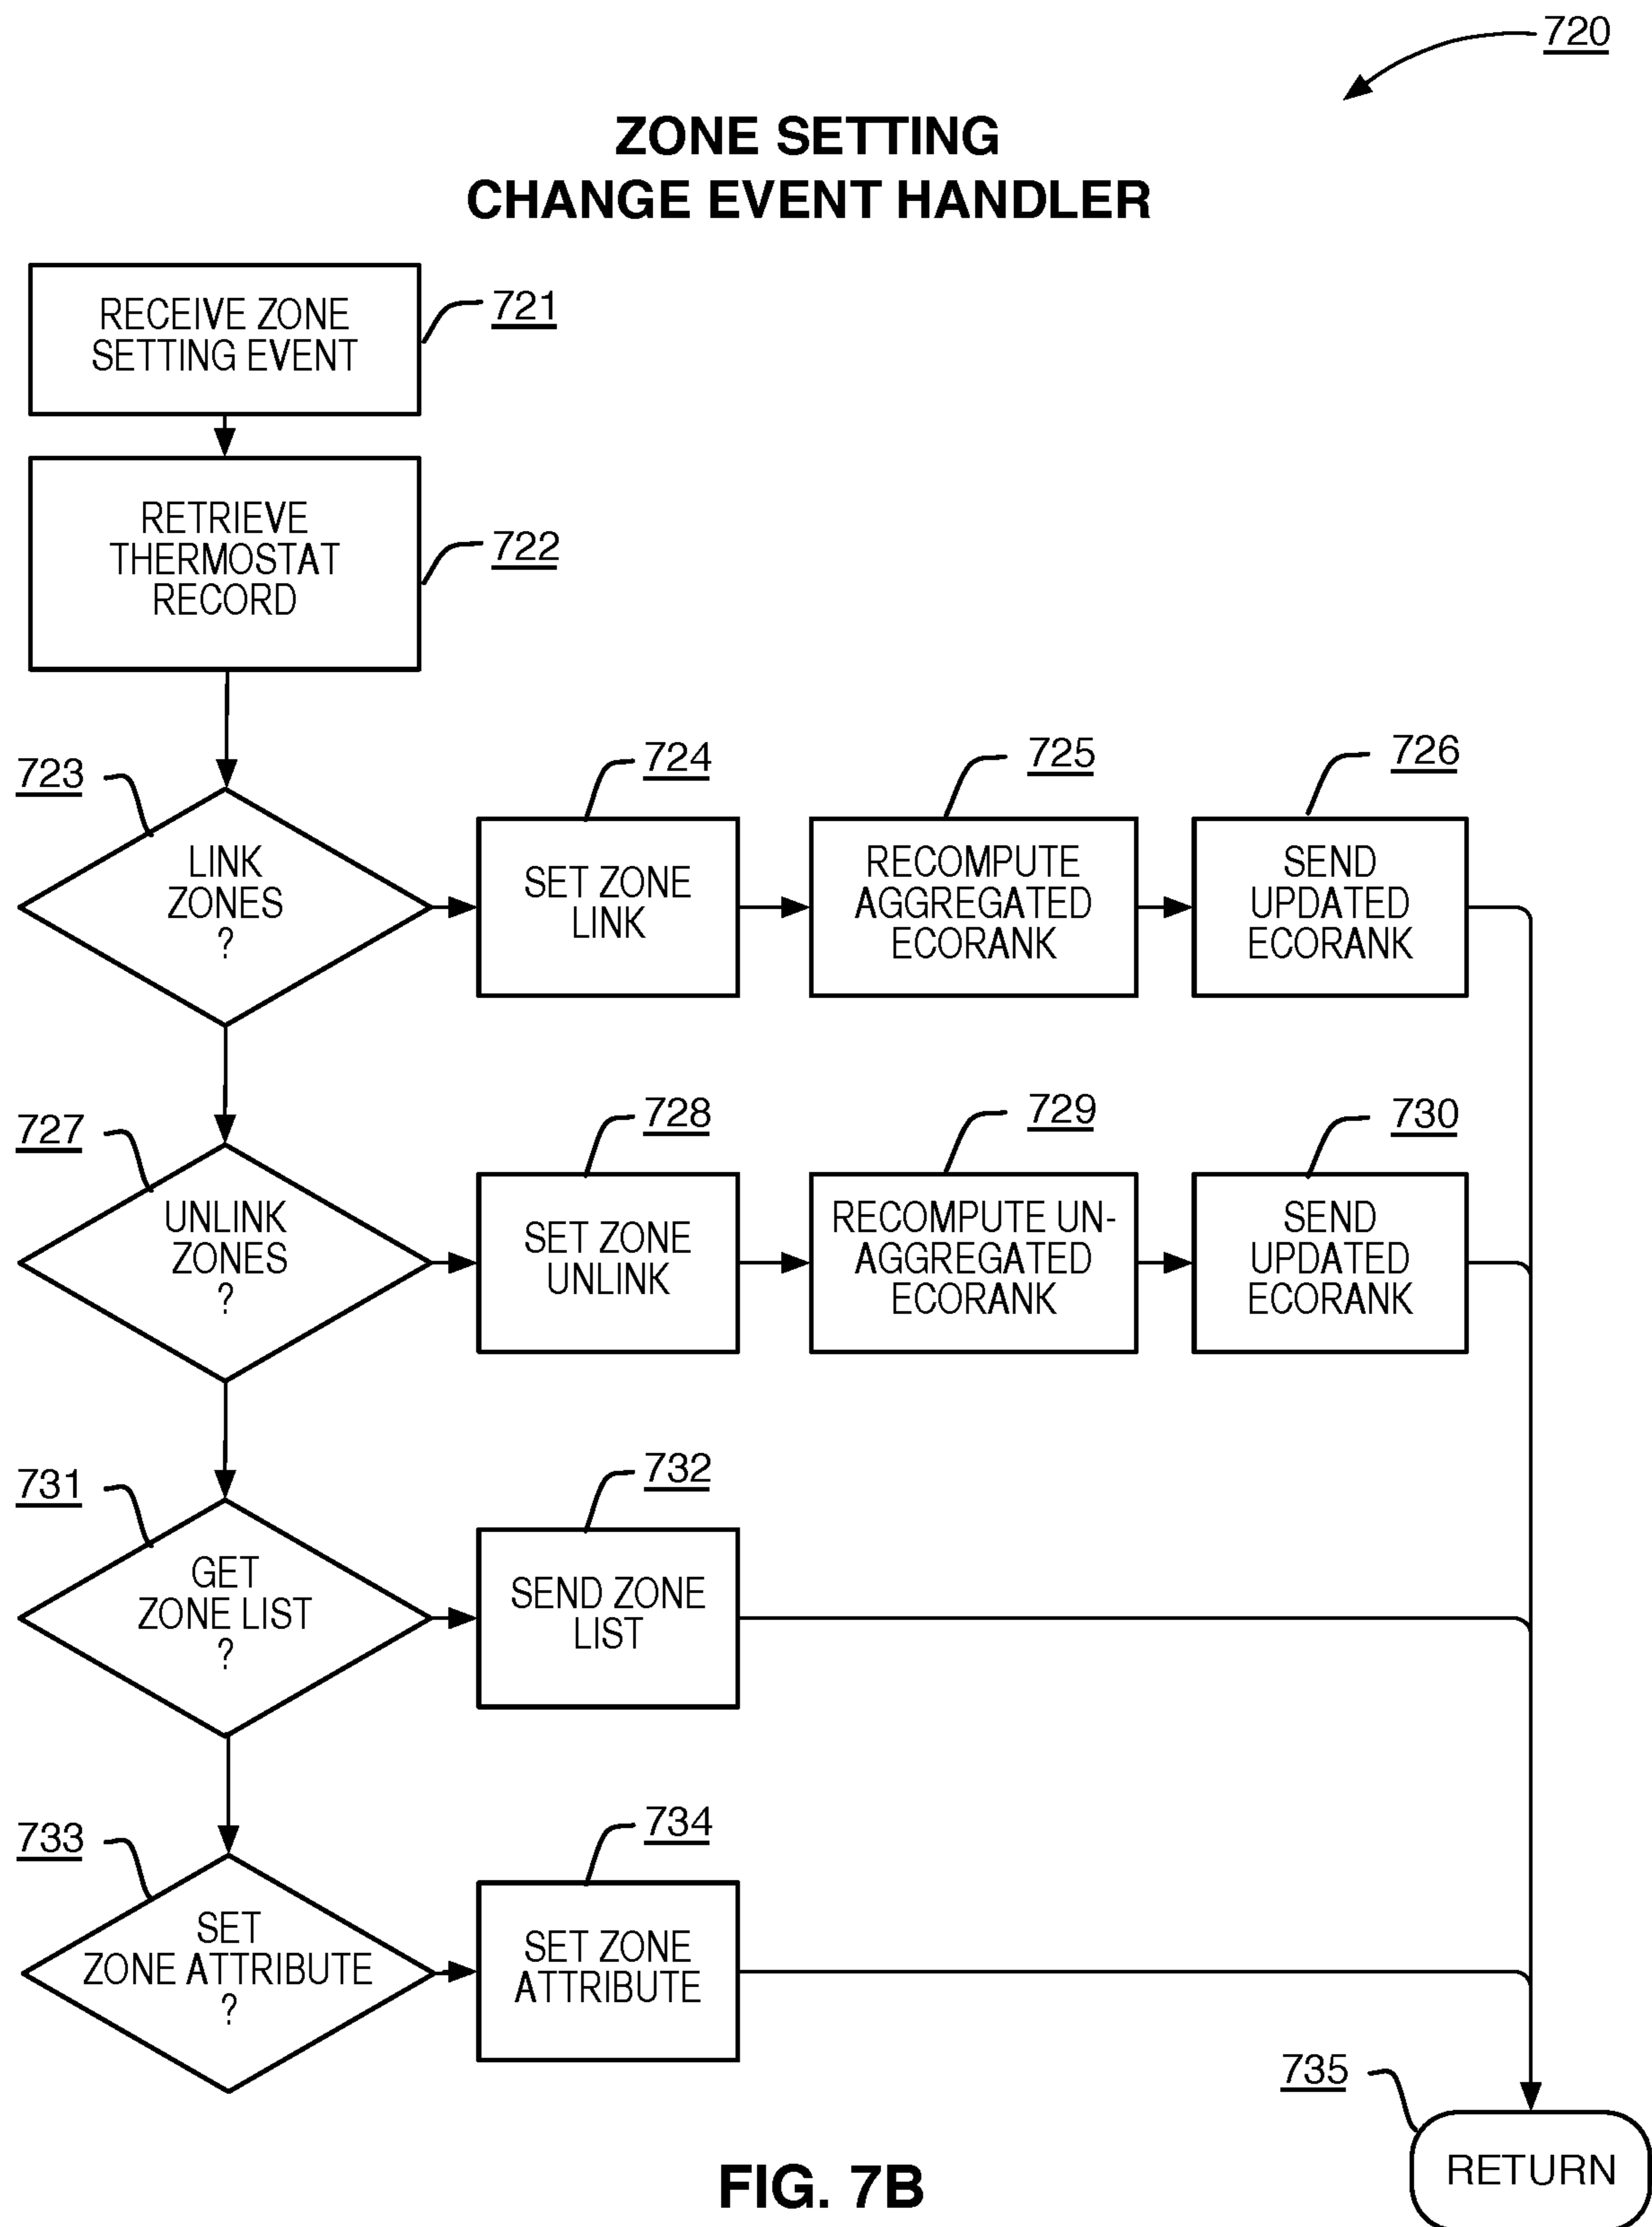 720
ZONE SETTING
CHANGE EVENT HANDLER
RECEIVE ZONE
SETTING EVENT
721
RETRIEVE
THERMOSTAT
RECORD
722
723
LINK
ZONES
?
724
SET ZONE
LINK
725
RECOMPUTE
AGGREGATED
ECORANK
726
SEND
UPDATED
ECORANK
727
UNLINK
ZONES
?
728
SET ZONE
UNLINK
729
RECOMPUTE UN-
AGGREGATED
ECORANK
730
SEND
UPDATED
ECORANK
731
GET
ZONE LIST
?
732
SEND ZONE
LIST
733
SET
ZONE ATTRIBUTE
?
734
SET ZONE
ATTRIBUTE
735
RETURN
FIG. 7B